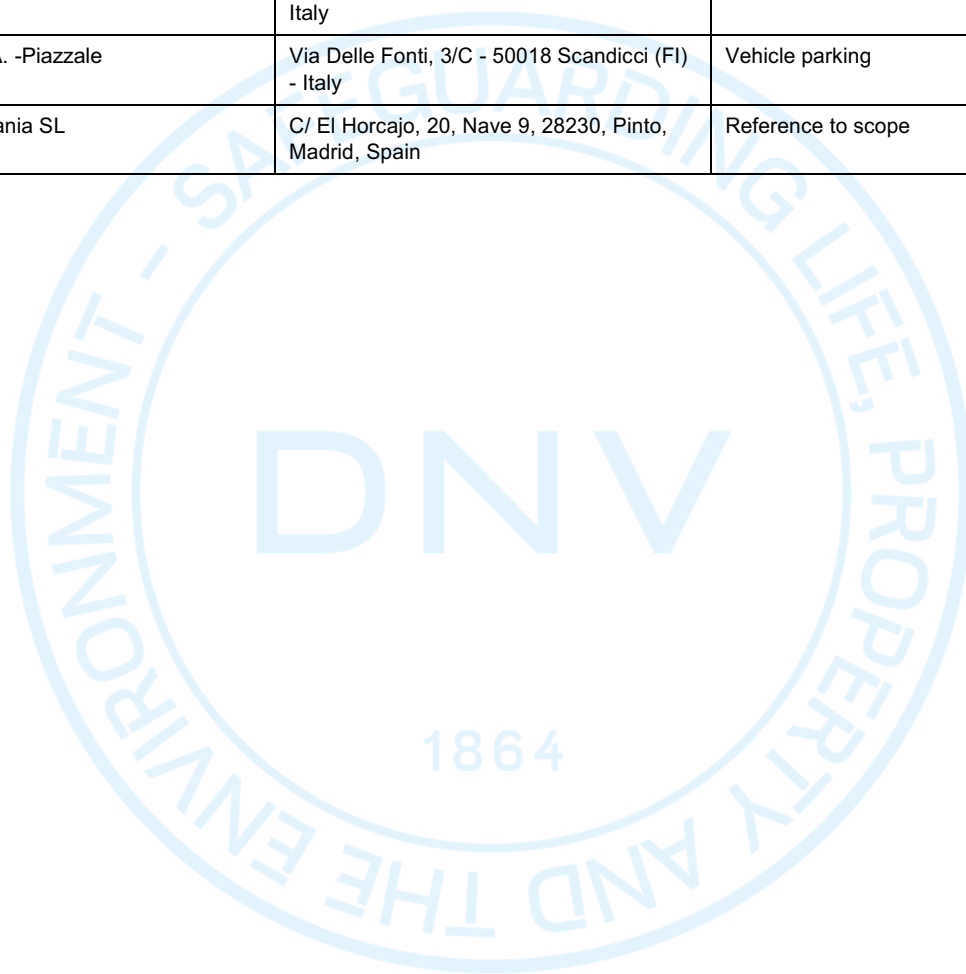 Italy
. -Piazzale
Via Delle Fonti, 3/C - 50018 Scandicci (FI)
- Italy
Vehicle parking
ania SL
C/ El Horcajo, 20, Nave 9, 28230, Pinto,
Madrid, Spain
Reference to scope
SAFEGUARDING LIFE, PROPERTY AND THE ENVIRONMENT -
DNV
1864